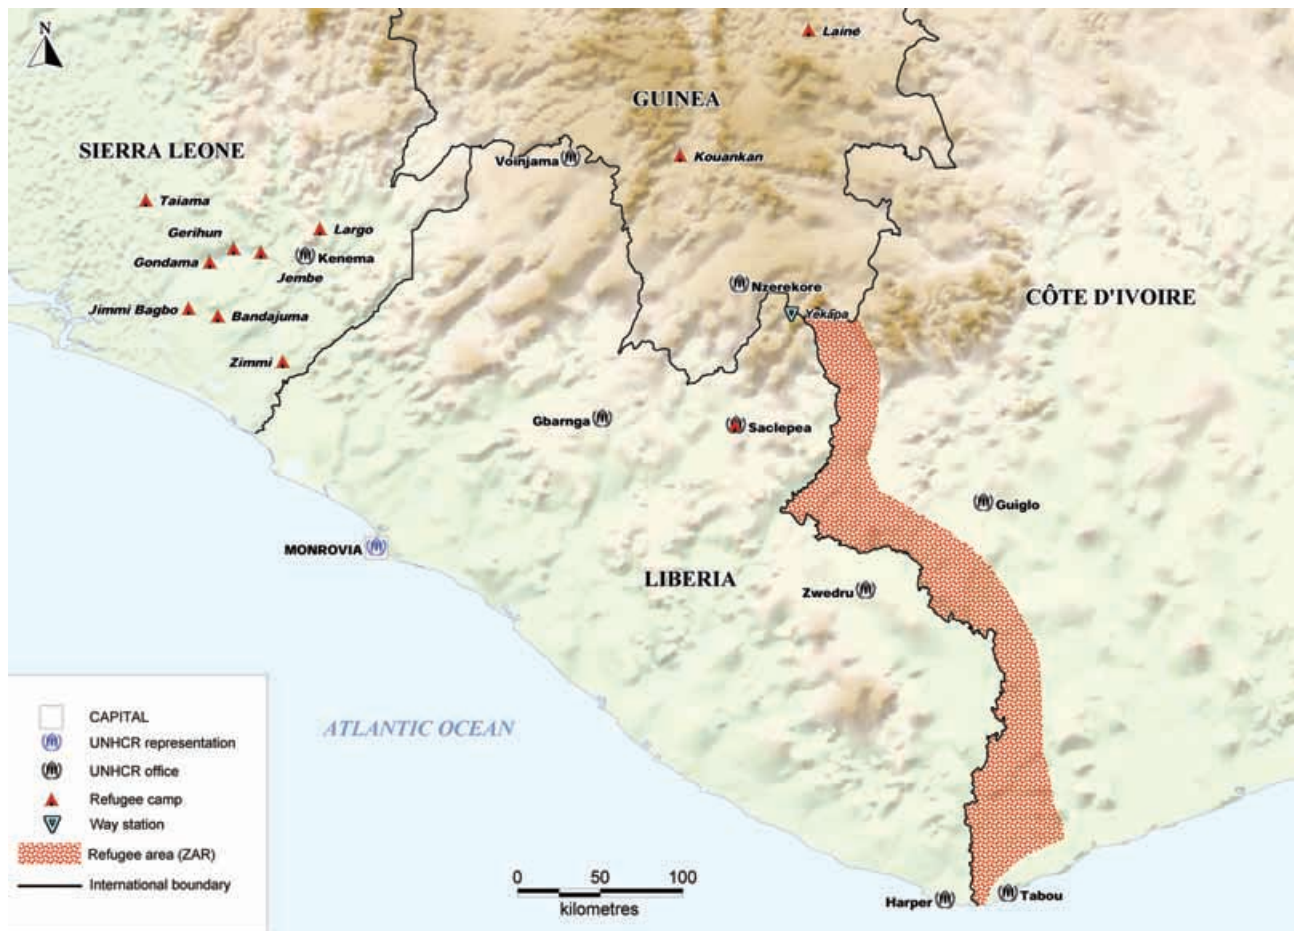 N
Lainé
GUINEA
SIERRA LEONE
Voinjama
Kouankan
Taiama
Gerihun
Largo
Gondama
Kenema
Jembe
Nzerekore
CÔTE D'IVOIRE
Jimmi Bagbo
Bandajuma
Yekapa
Zimmi
Gbarnga
Saclepea
Guiglo
MONROVIA
LIBERIA
Zwedru
ATLANTIC OCEAN
CAPITAL
UNHCR representation
UNHCR office
Refugee camp
Way station
Refugee area (ZAR)
International boundary
0 50 100
kilometres
Harper
Tabou